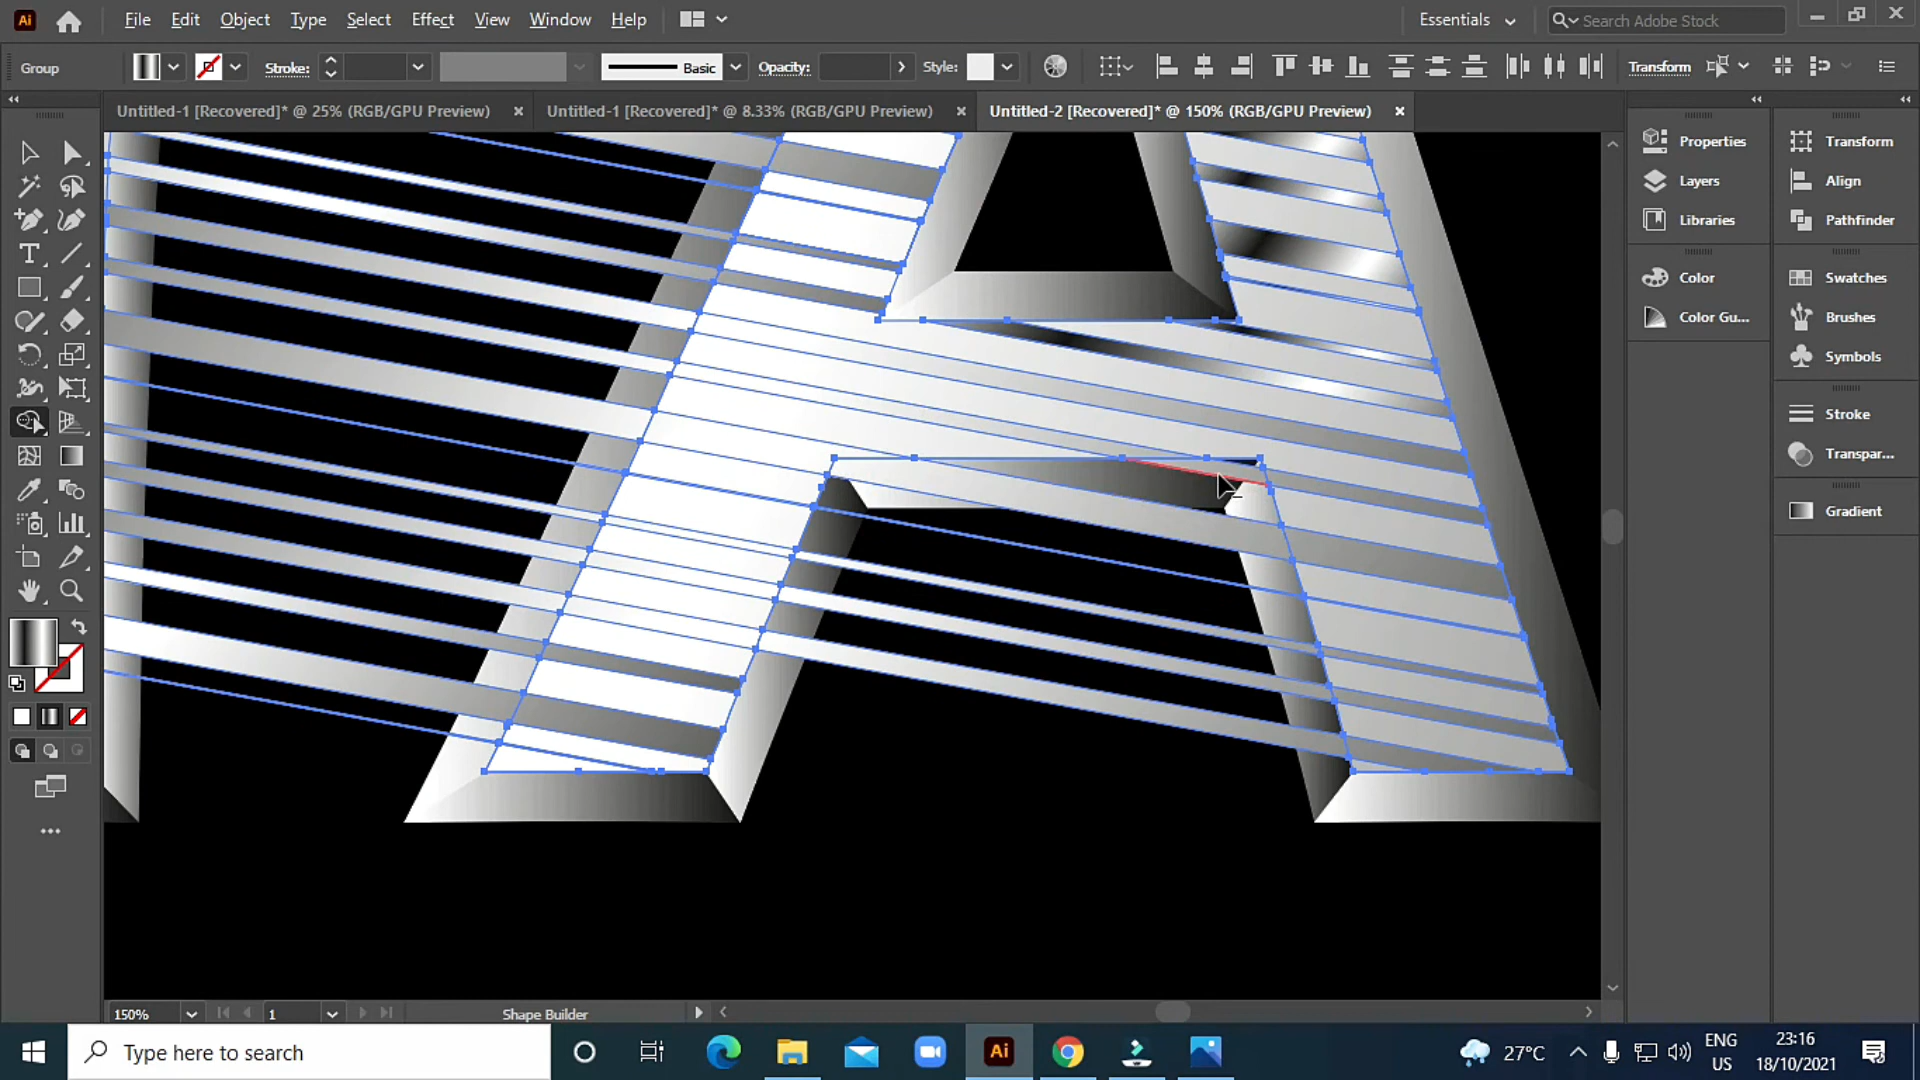 Ai File Edit Object Type Select Effect View Window Help Essentials Search Adobe Stock
Group Stroke: Basic Opacity: Style: Transform
Untitled-1 [Recovered]* @ 25% (RGB/GPU Preview) Untitled-1 [Recovered]* @ 8.33% (RGB/GPU Preview) Untitled-2 [Recovered]* @ 150% (RGB/GPU Preview)
Properties
Layers
Libraries
Color
Color Gu...
Transform
Align
Pathfinder
Swatches
Brushes
Symbols
Stroke
Transpar...
Gradient
150% 1 Shape Builder
Type here to search Ai 27°C ENG 23:16
US 18/10/2021